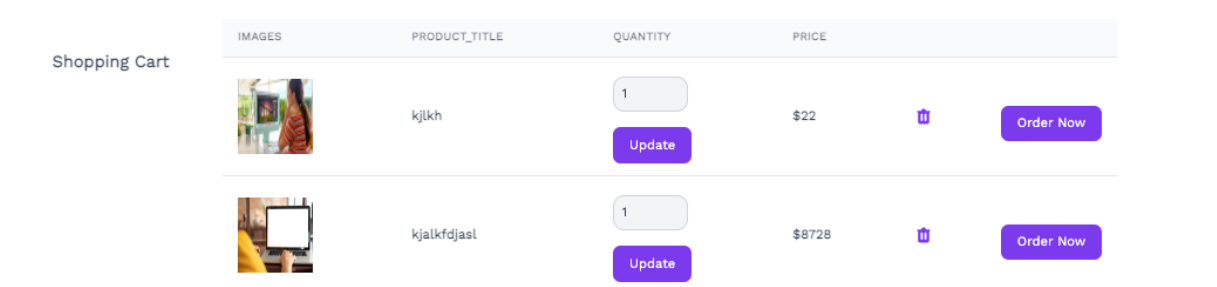 Shopping Cart
IMAGES PRODUCT_TITLE QUANTITY PRICE
1
kjlkh $22 Order Now
Update
1
kjalkfdjasl $8728 Order Now
Update